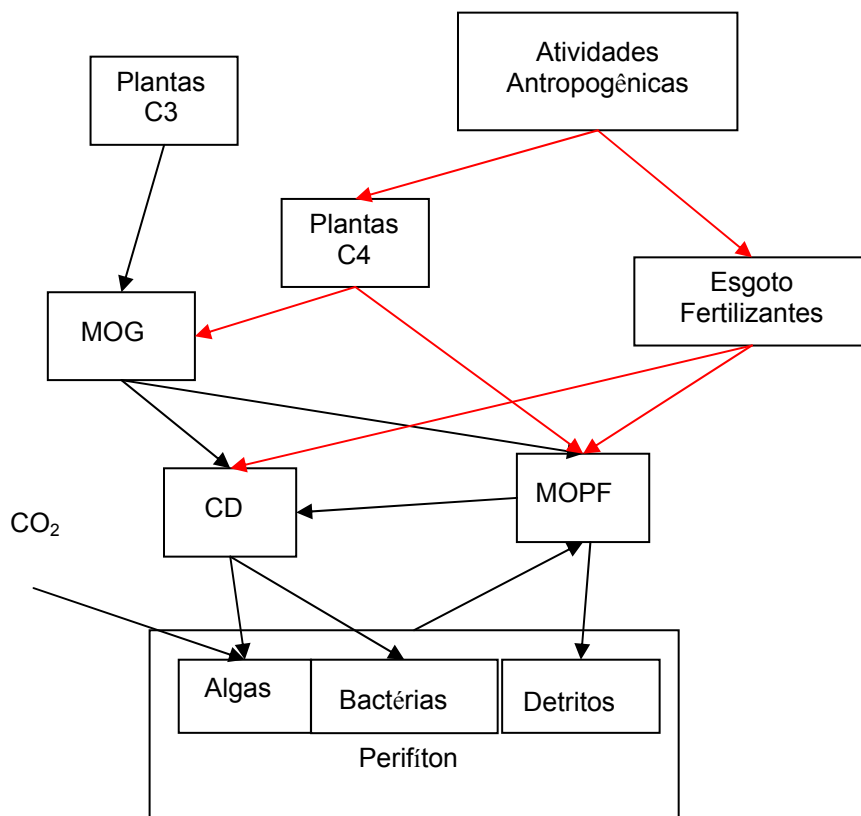 Atividades
Antropogênicas
Plantas
C3
Plantas
C4
Esgoto
Fertilizantes
MOG
CD
MOPF
CO₂
Algas
Bactérias
Detritos
Perifíton